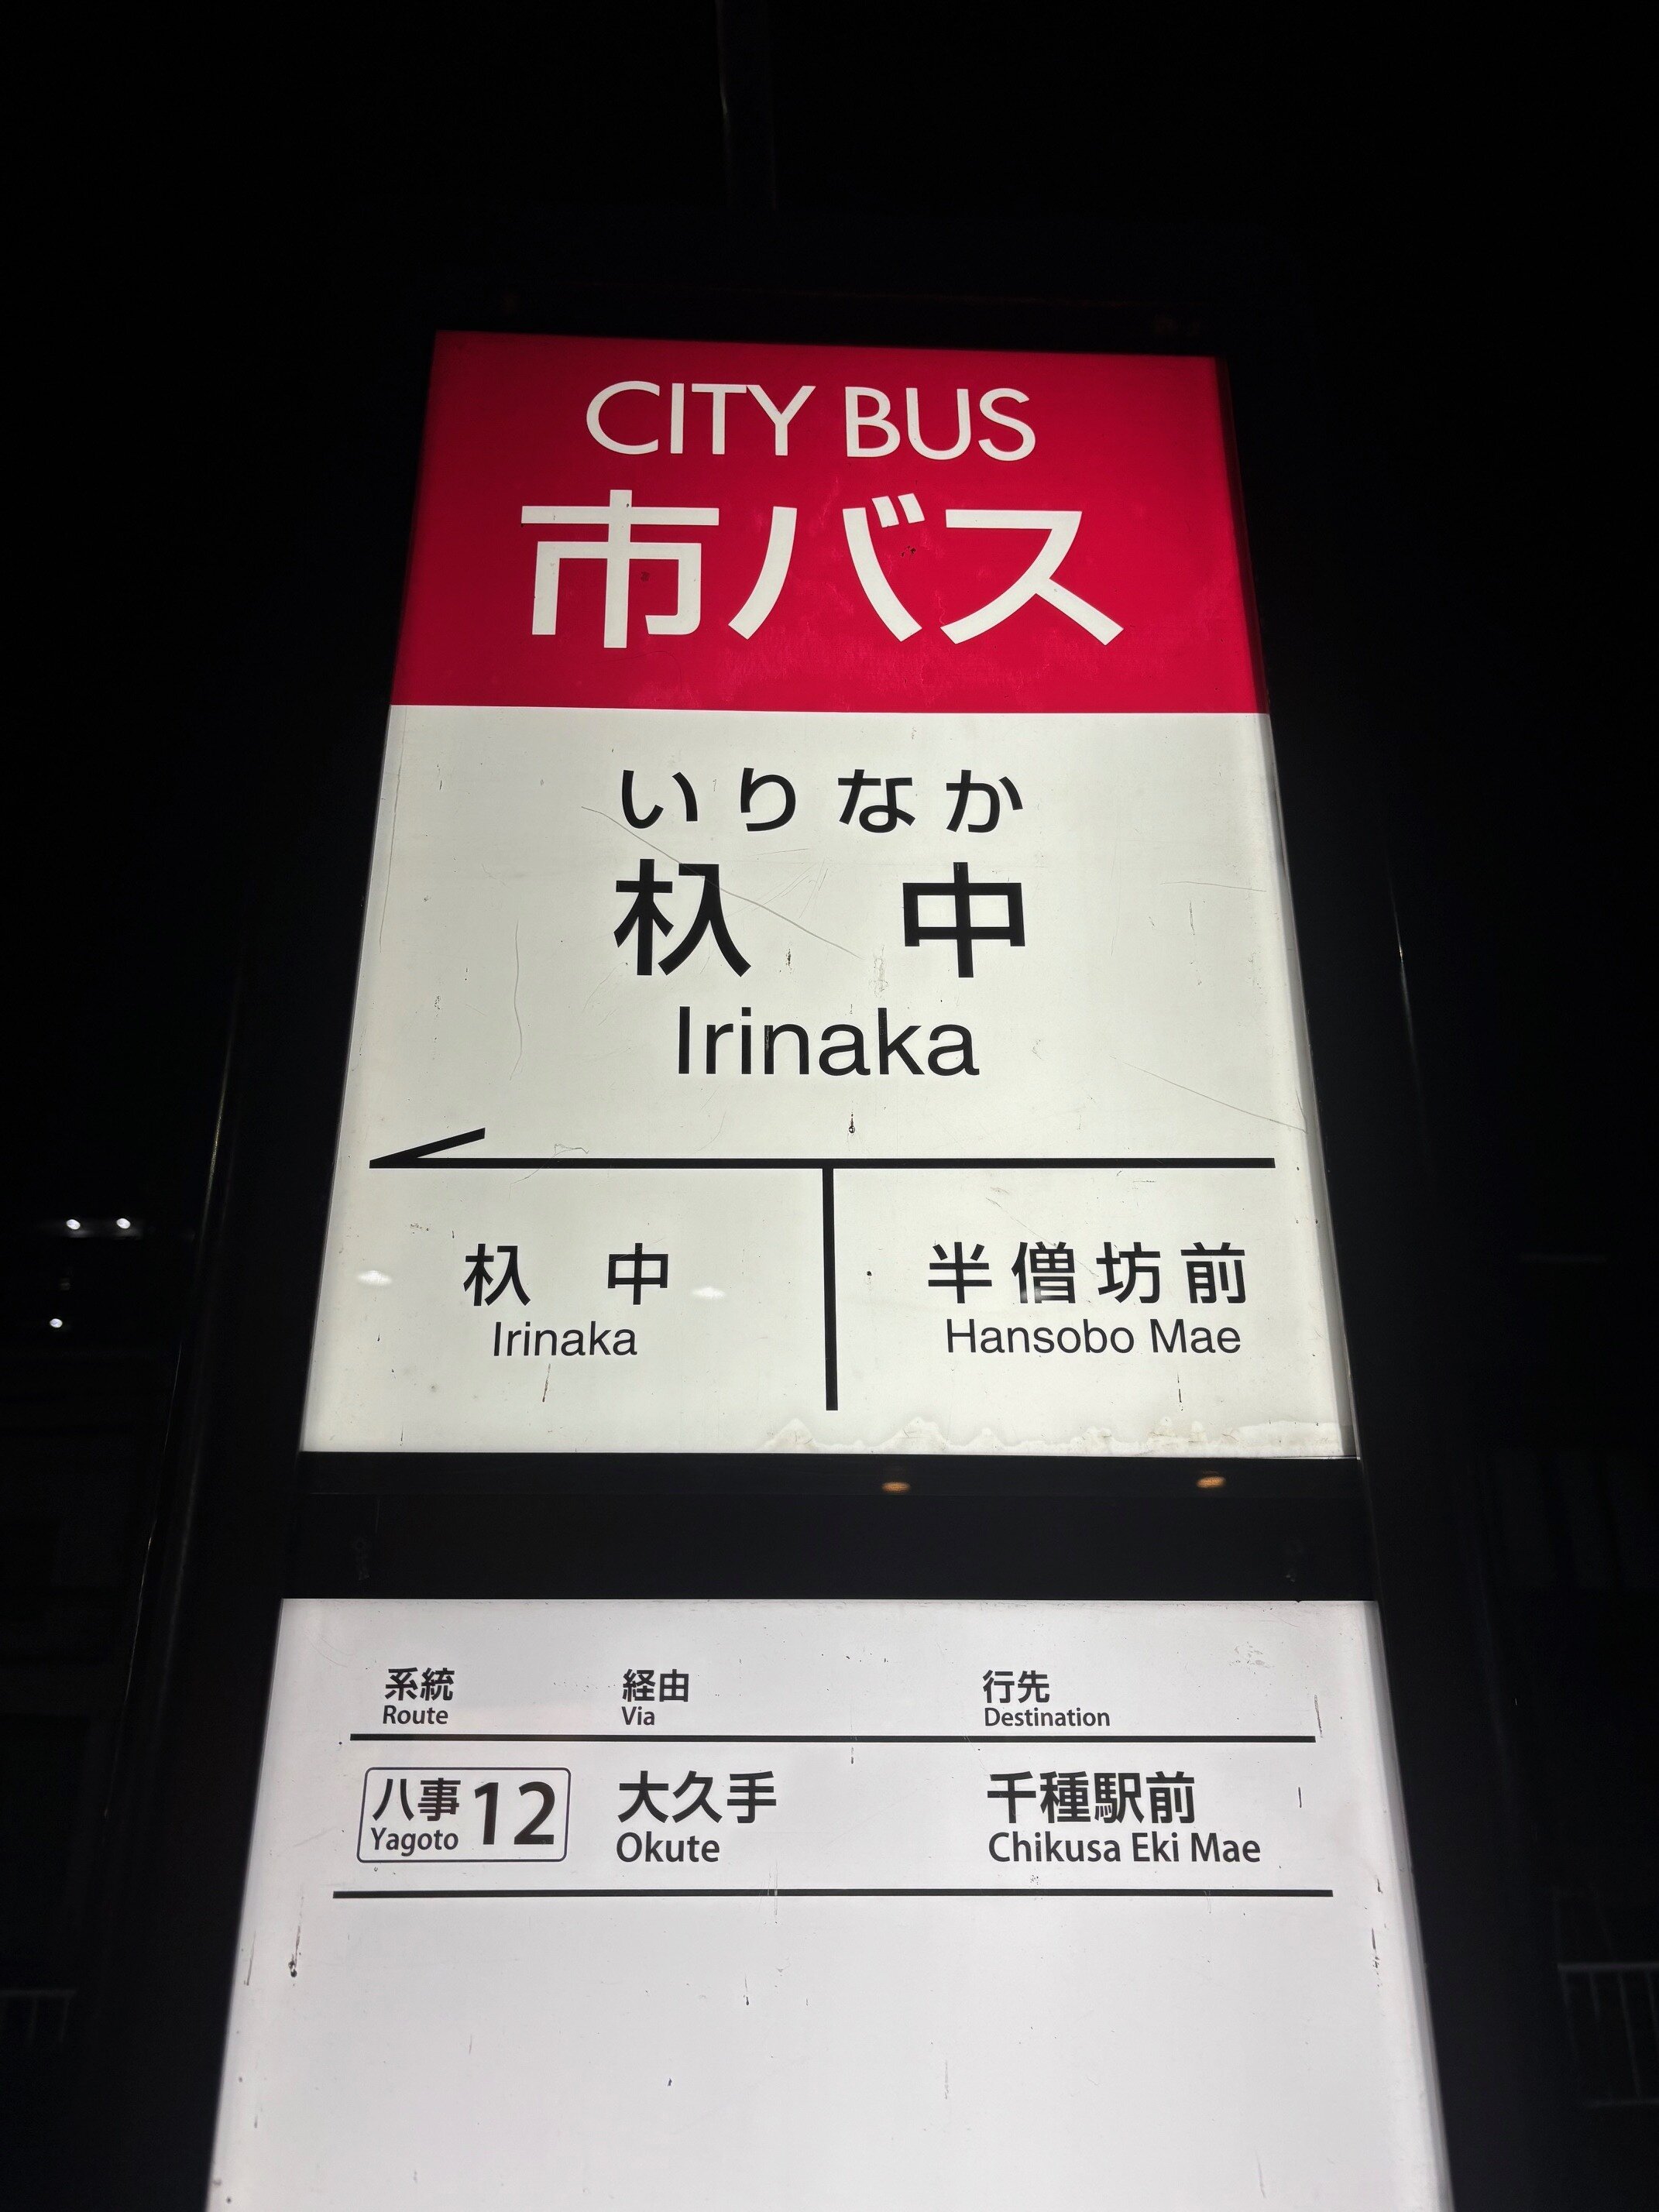 CITY BUS
市バス
いりなか
杁 中
Irinaka
杁 中
Irinaka
半僧坊前
Hansobo Mae
系統 経由 行先
Route Via Destination
八事 12 大久手 千種駅前
Yagoto Okute Chikusa Eki Mae